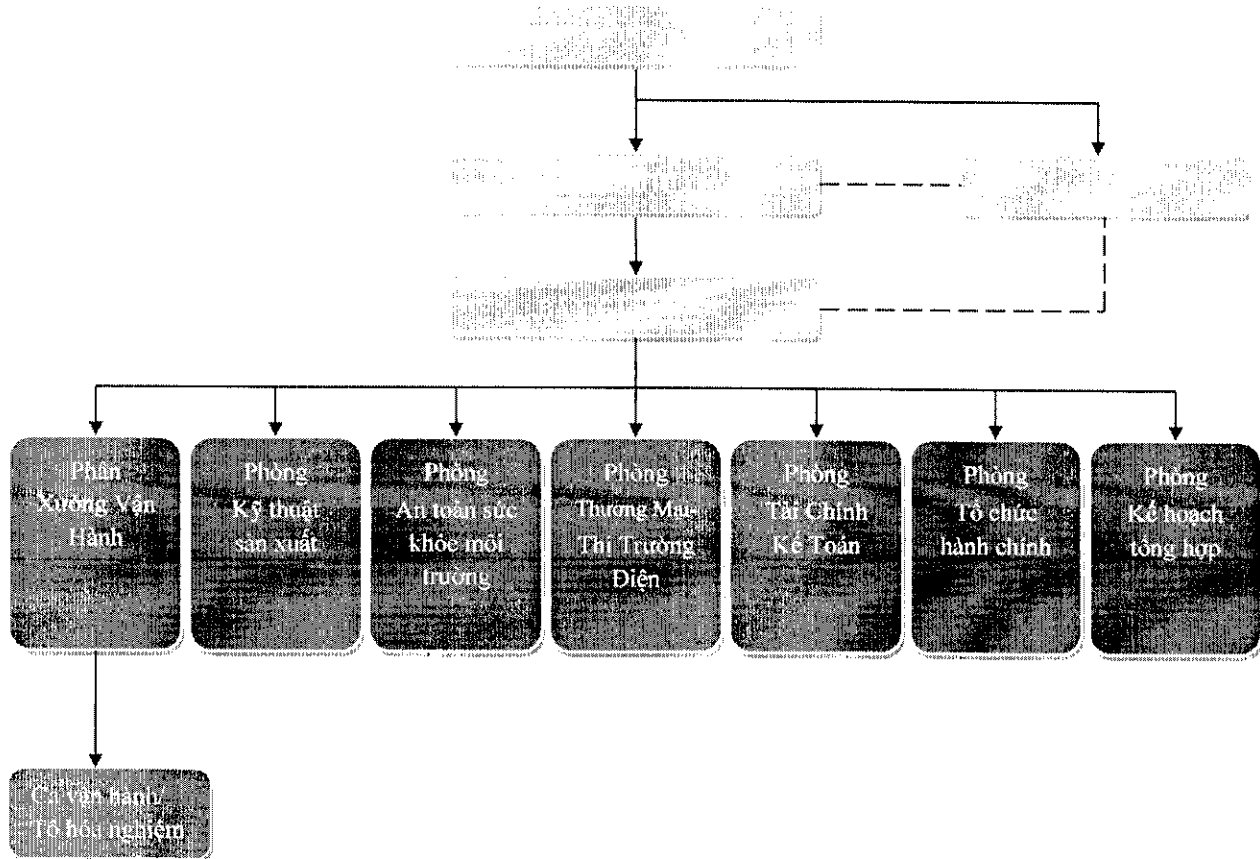 Phân
Xưởng Vận
Hành
Phòng
Kỹ thuật
sản xuất
Phòng
An toàn sức
khỏe môi
trường
Phòng
Thương Mại-
Thị Trường
Điện
Phòng
Tài Chính
Kế Toán
Phòng
Tổ chức
hành chính
Phòng
Kế hoạch
tổng hợp
Ca vận hành/
Tổ hóa nghiệm